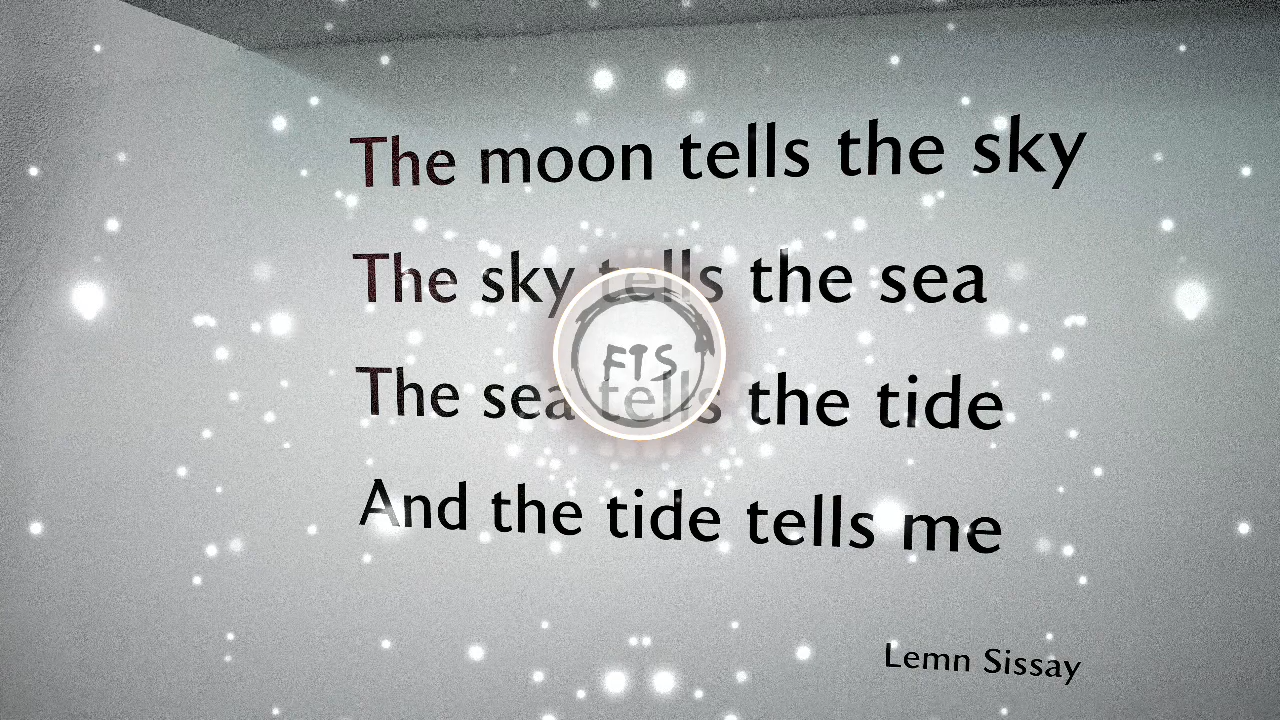 The moon tells the sky
The sky tells the sea
FTS
The sea tells the tide
And the tide tells me
Lemn Sissay